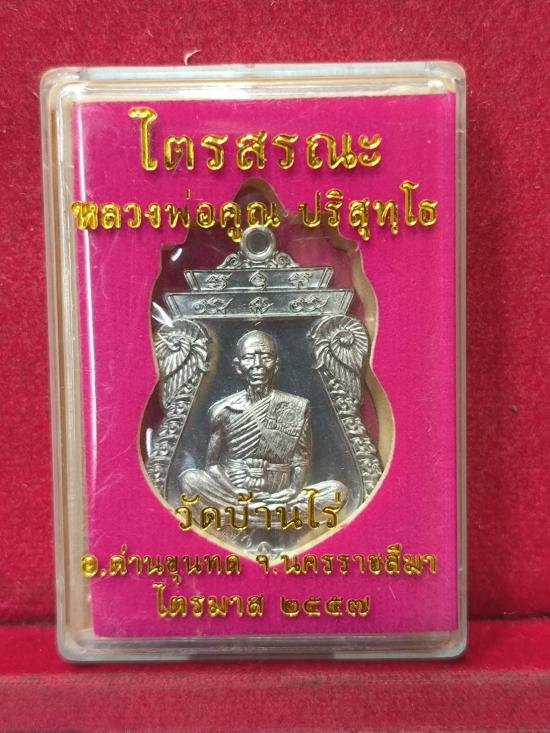 ไตรสรณะ
หลวงพ่อคูณ ปริสุทฺโธ
วัดบ้านไร่
อ.ด่านขุนทด จ.นครราชสีมา
ไตรมาส ๒๕๕๗